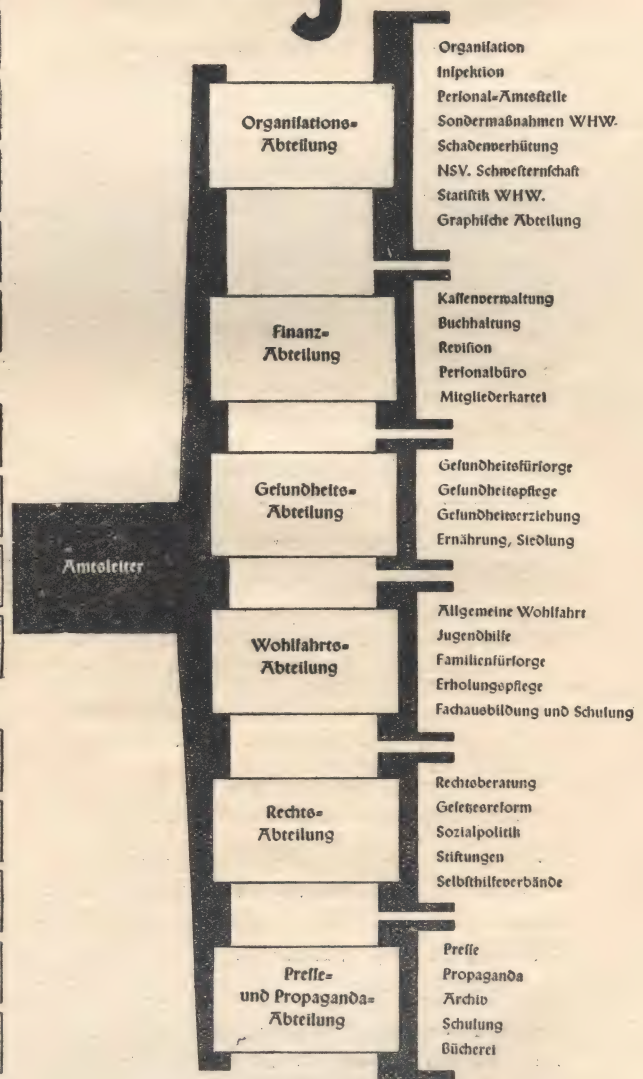 J
Organisations=
Abteilung
Organisation
Inspektion
Personal=Amtsstelle
Sondermaßnahmen WHW.
Schadenverhütung
NSV. Schwesternschaft
Statistik WHW.
Graphische Abteilung
Finanz=
Abteilung
Kassenverwaltung
Buchhaltung
Revision
Personalbüro
Mitgliederkartei
Amtsleiter
Gesundheits=
Abteilung
Gesundheitsfürsorge
Gesundheitspflege
Gesundheitserziehung
Ernährung, Siedlung
Wohlfahrts=
Abteilung
Allgemeine Wohlfahrt
Jugendhilfe
Familienfürsorge
Erholungspflege
Fachausbildung und Schulung
Rechts=
Abteilung
Rechtsberatung
Gesetzesreform
Sozialpolitik
Stiftungen
Selbsthilfeverbände
Presse=
und Propaganda=
Abteilung
Presse
Propaganda
Archiv
Schulung
Bücherei